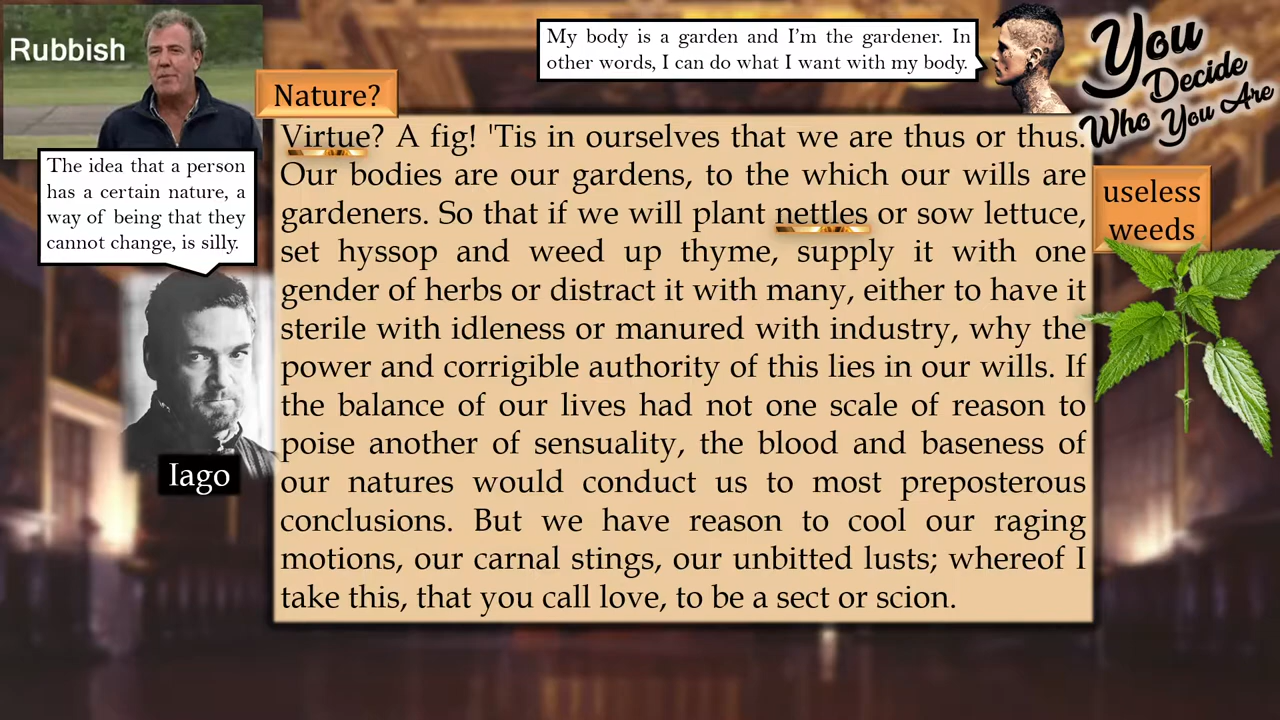 Rubbish
My body is a garden and I'm the gardener. In
other words, I can do what I want with my body.
You
Decide
Who You Are
Nature?
The idea that a person
has a certain nature, a
way of being that they
cannot change, is silly.
Iago
Virtue? A fig! 'Tis in ourselves that we are thus or thus.
Our bodies are our gardens, to the which our wills are
gardeners. So that if we will plant nettles or sow lettuce,
set hyssop and weed up thyme, supply it with one
gender of herbs or distract it with many, either to have it
sterile with idleness or manured with industry, why the
power and corrigible authority of this lies in our wills. If
the balance of our lives had not one scale of reason to
poise another of sensuality, the blood and baseness of
our natures would conduct us to most preposterous
conclusions. But we have reason to cool our raging
motions, our carnal stings, our unbitted lusts; whereof I
take this, that you call love, to be a sect or scion.
useless
weeds